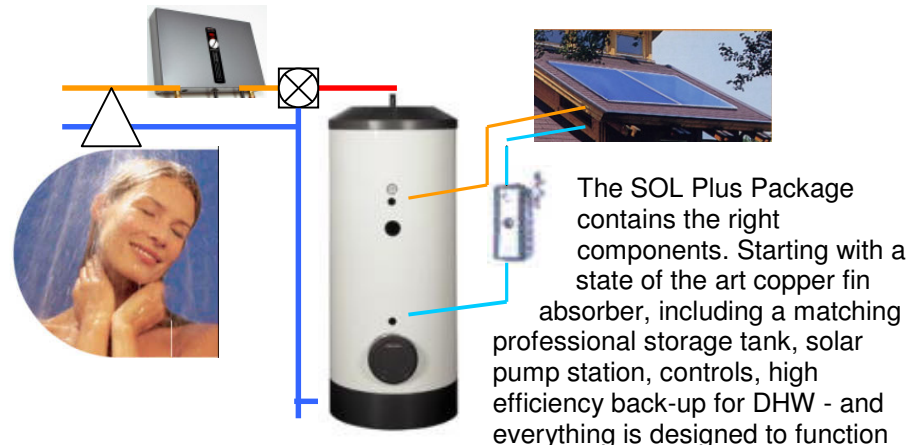 The SOL Plus Package
contains the right
components. Starting with a
state of the art copper fin
absorber, including a matching
professional storage tank, solar
pump station, controls, high
efficiency back-up for DHW - and
everything is designed to function